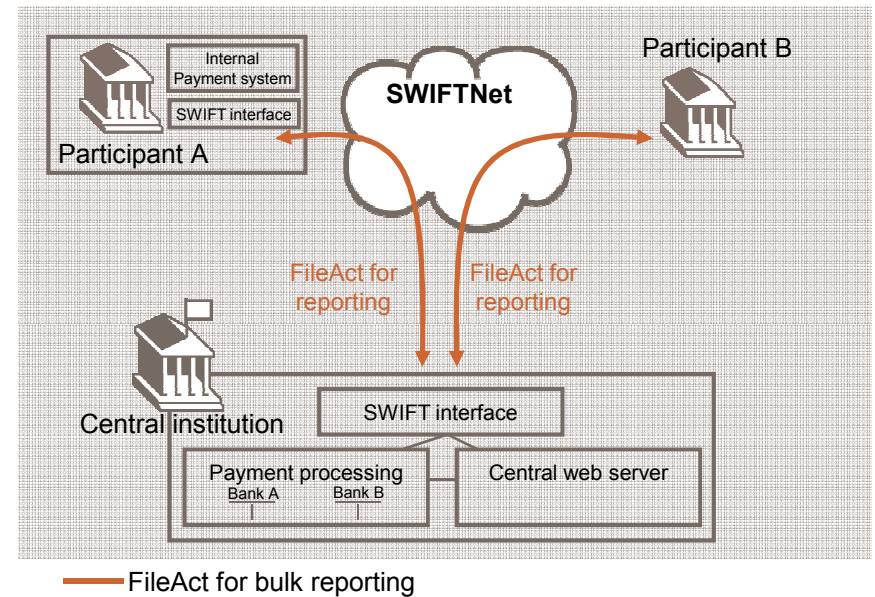 Internal
Payment system
SWIFT interface
Participant A
SWIFTNet
Participant B
FileAct for
reporting
FileAct for
reporting
Central institution
SWIFT interface
Payment processing
Bank A
Bank B
Central web server
FileAct for bulk reporting